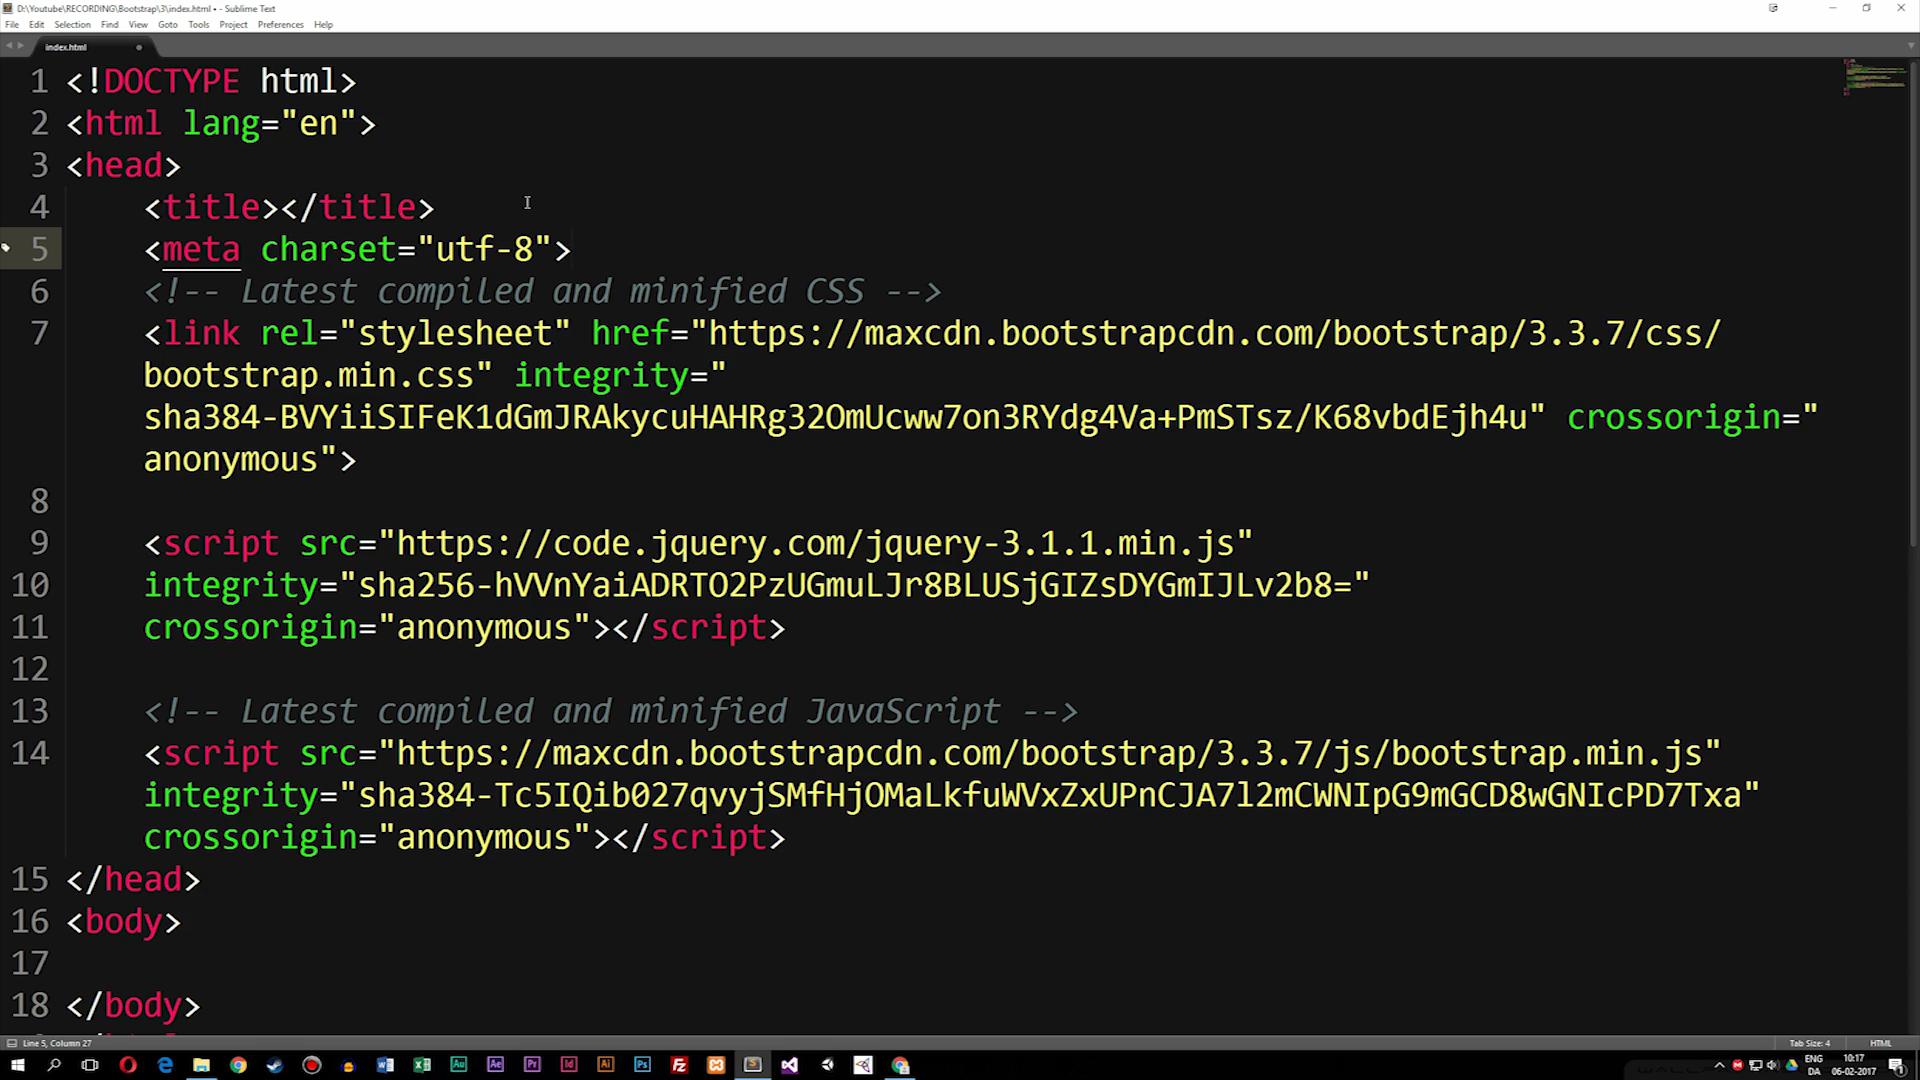 D:\Youtube\RECORDING\Bootstrap\3\index.html • - Sublime Text
File Edit Selection Find View Goto Tools Project Preferences Help
index.html
1 <!DOCTYPE html>
2 <html lang="en">
3 <head>
4 <title></title>
5 <meta charset="utf-8">
6 <!-- Latest compiled and minified CSS -->
7 <link rel="stylesheet" href="https://maxcdn.bootstrapcdn.com/bootstrap/3.3.7/css/
bootstrap.min.css" integrity="
sha384-BVYiiSIFeK1dGmJRAkycuHAHRg32OmUcww7on3RYdg4Va+PmSTsz/K68vbdEjh4u" crossorigin="
anonymous">
8
9 <script src="https://code.jquery.com/jquery-3.1.1.min.js"
10 integrity="sha256-hVVnYaiADRTO2PzUGmuLJr8BLUSjGIZsDYGmIJLv2b8="
11 crossorigin="anonymous"></script>
12
13 <!-- Latest compiled and minified JavaScript -->
14 <script src="https://maxcdn.bootstrapcdn.com/bootstrap/3.3.7/js/bootstrap.min.js"
integrity="sha384-Tc5IQib027qvyjSMfHjOMaLkfuWVxZxUPnCJA7l2mCWNIpG9mGCD8wGNIcPD7Txa"
crossorigin="anonymous"></script>
15 </head>
16 <body>
17
18 </body>
Line 5, Column 27
Tab Size: 4
HTML
ENG
DA
10:17
06-02-2017